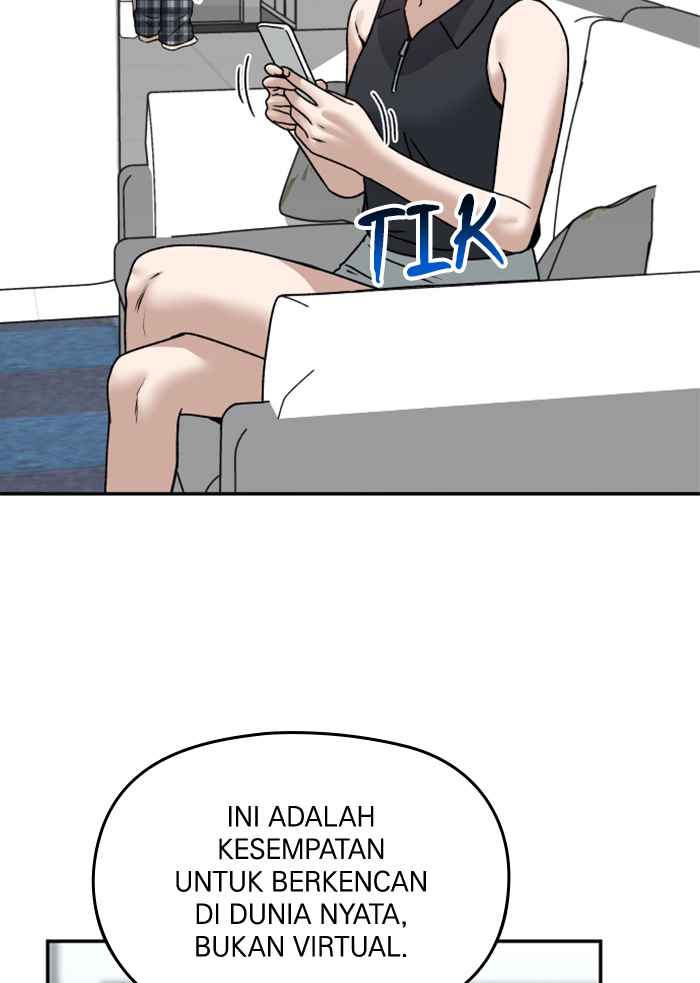 TIK
INI ADALAH
KESEMPATAN
UNTUK BERKENCAN
DI DUNIA NYATA,
BUKAN VIRTUAL.